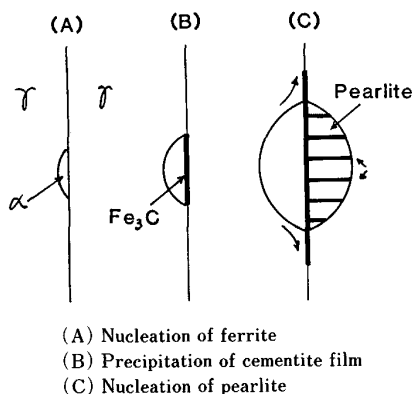 (A) (B) (C)
γ γ
Pearlite
α
Fe₃C
(A) Nucleation of ferrite
(B) Precipitation of cementite film
(C) Nucleation of pearlite